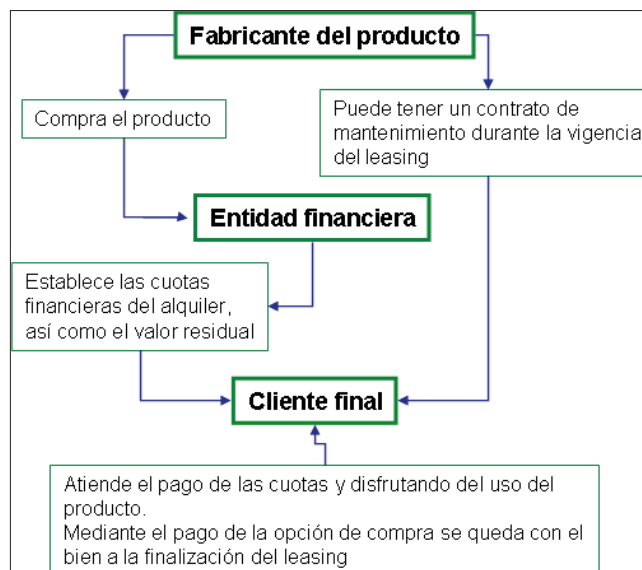 Fabricante del producto
Compra el producto
Puede tener un contrato de
mantenimiento durante la vigencia
del leasing
Entidad financiera
Establece las cuotas
financieras del alquiler,
así como el valor residual
Cliente final
Atiende el pago de las cuotas y disfrutando del uso del
producto.
Mediante el pago de la opción de compra se queda con el
bien a la finalización del leasing